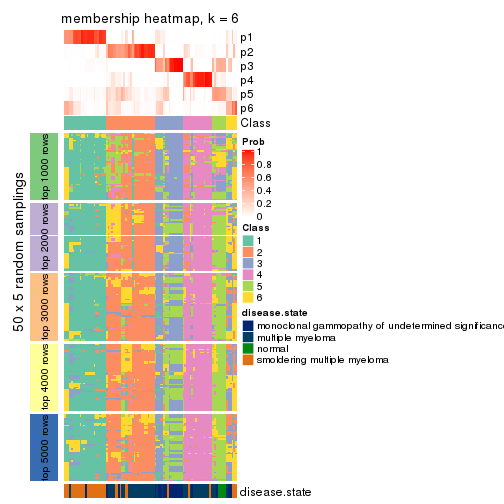 membership heatmap, k = 6
p1
p2
p3
p4
p5
p6
Class
50 x 5 random samplings
top 1000 rows
top 2000 rows
top 3000 rows
top 4000 rows
top 5000 rows
Prob
1
0.8
0.6
0.4
0.2
0
Class
1
2
3
4
5
6
disease.state
monoclonal gammopathy of undetermined significance
multiple myeloma
normal
smoldering multiple myeloma
disease.state